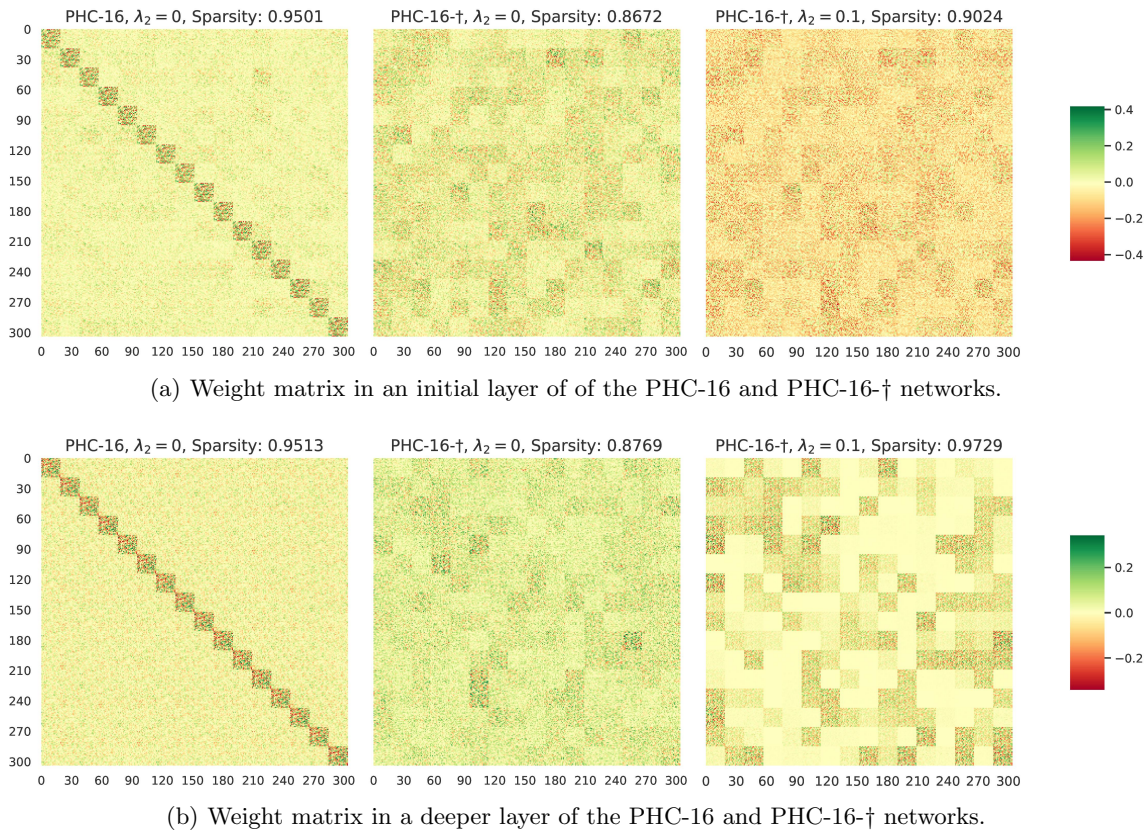 PHC-16, λ₂ = 0, Sparsity: 0.9501
PHC-16-†, λ₂ = 0, Sparsity: 0.8672
PHC-16-†, λ₂ = 0.1, Sparsity: 0.9024
0
30
60
90
120
150
180
210
240
270
300
0 30 60 90 120 150 180 210 240 270 300
0 30 60 90 120 150 180 210 240 270 300
0 30 60 90 120 150 180 210 240 270 300
0.4
0.2
0.0
−0.2
−0.4
(a) Weight matrix in an initial layer of of the PHC-16 and PHC-16-† networks.
PHC-16, λ₂ = 0, Sparsity: 0.9513
PHC-16-†, λ₂ = 0, Sparsity: 0.8769
PHC-16-†, λ₂ = 0.1, Sparsity: 0.9729
0
30
60
90
120
150
180
210
240
270
300
0 30 60 90 120 150 180 210 240 270 300
0 30 60 90 120 150 180 210 240 270 300
0 30 60 90 120 150 180 210 240 270 300
0.2
0.0
−0.2
(b) Weight matrix in a deeper layer of the PHC-16 and PHC-16-† networks.